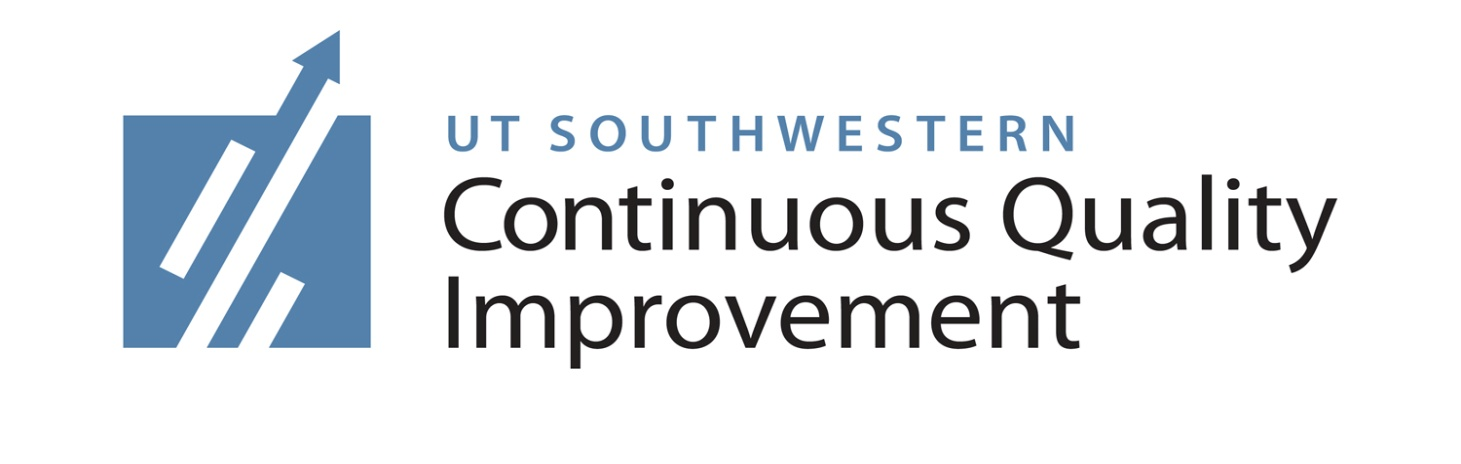 UT SOUTHWESTERN
Continuous Quality
Improvement